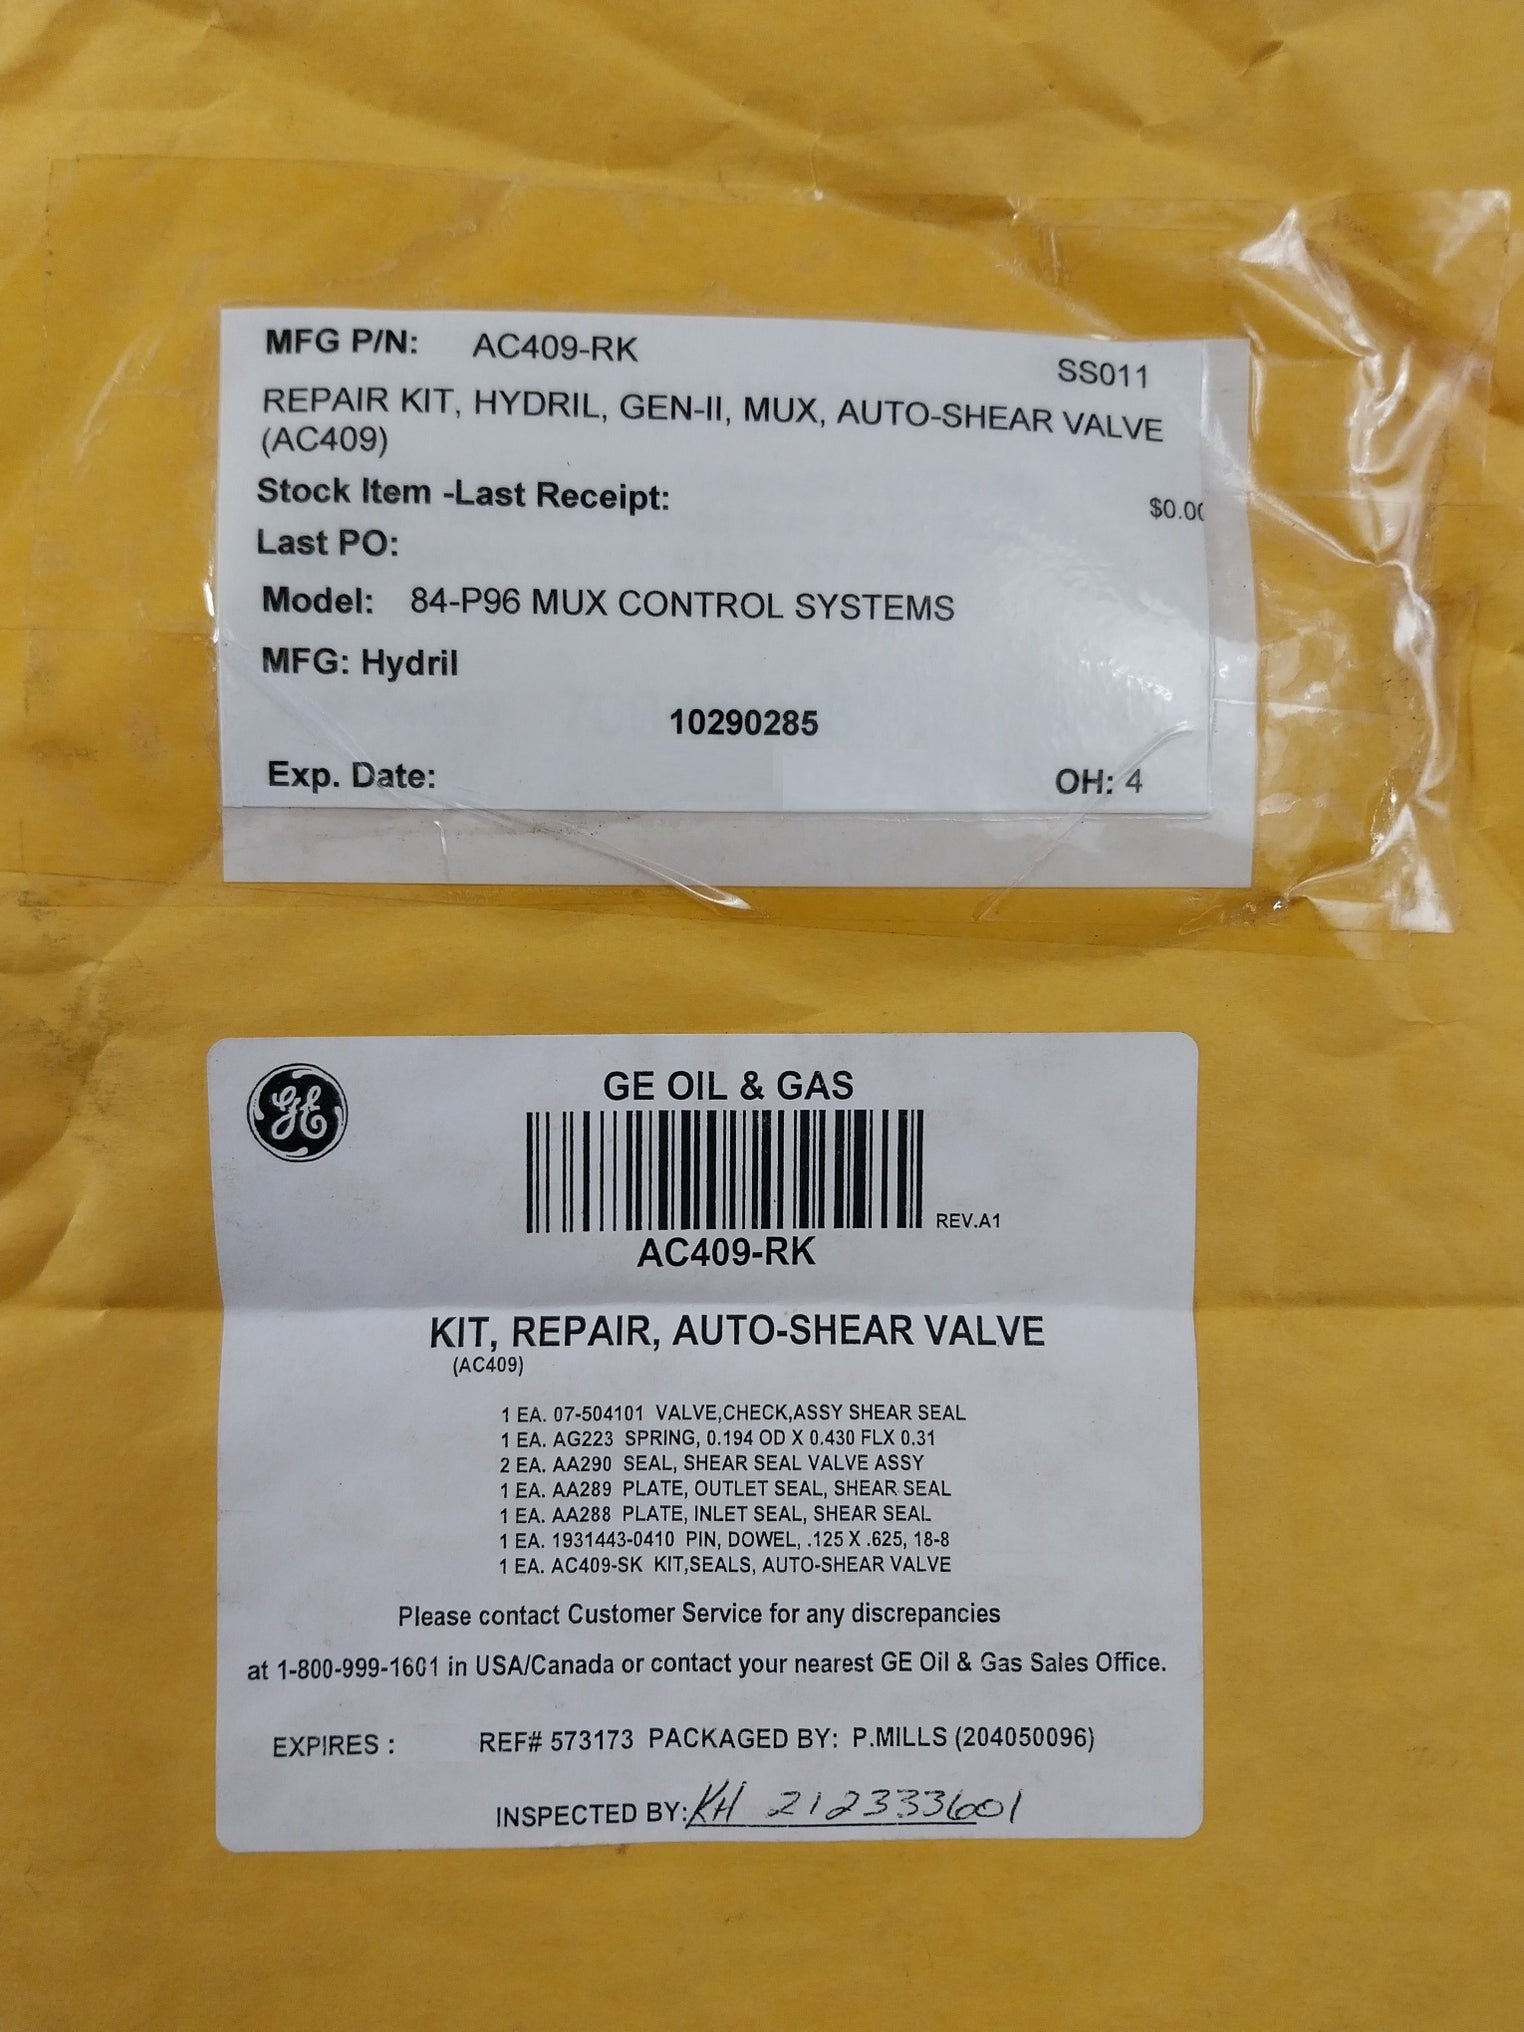 MFG P/N: AC409-RK
SS011
REPAIR KIT, HYDRIL, GEN-II, MUX, AUTO-SHEAR VALVE
(AC409)
Stock Item -Last Receipt: $0.00
Last PO:
Model: 84-P96 MUX CONTROL SYSTEMS
MFG: Hydril
10290285
Exp. Date: OH: 4
GE
GE OIL & GAS
REV.A1
AC409-RK
KIT, REPAIR, AUTO-SHEAR VALVE
(AC409)
1 EA. 07-504101 VALVE,CHECK,ASSY SHEAR SEAL
1 EA. AG223 SPRING, 0.194 OD X 0.430 FLX 0.31
2 EA. AA290 SEAL, SHEAR SEAL VALVE ASSY
1 EA. AA289 PLATE, OUTLET SEAL, SHEAR SEAL
1 EA. AA288 PLATE, INLET SEAL, SHEAR SEAL
1 EA. 1931443-0410 PIN, DOWEL, .125 X .625, 18-8
1 EA. AC409-SK KIT,SEALS, AUTO-SHEAR VALVE
Please contact Customer Service for any discrepancies
at 1-800-999-1601 in USA/Canada or contact your nearest GE Oil & Gas Sales Office.
EXPIRES : REF# 573173 PACKAGED BY: P.MILLS (204050096)
INSPECTED BY: KH 212333601